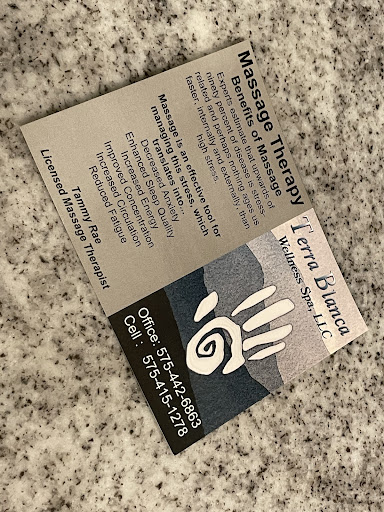 Massage Therapy
Benefits of Massage
Experts estimate that upwards of
ninety percent of disease is stress-
related and perhaps nothing ages us
faster, internally and externally, than
high stress.
Massage is an effective tool for
managing this stress, which
translates into...
Decreased Anxiety
Enhanced Sleep Quality
Increased Energy
Improved Concentration
Increased Circulation
Reduced Fatigue
Tammy Rae
Licensed Massage Therapist
Terra Blanca
Wellness Spa, LLC
Office: 575-442-6863
Cell : 575-415-1278